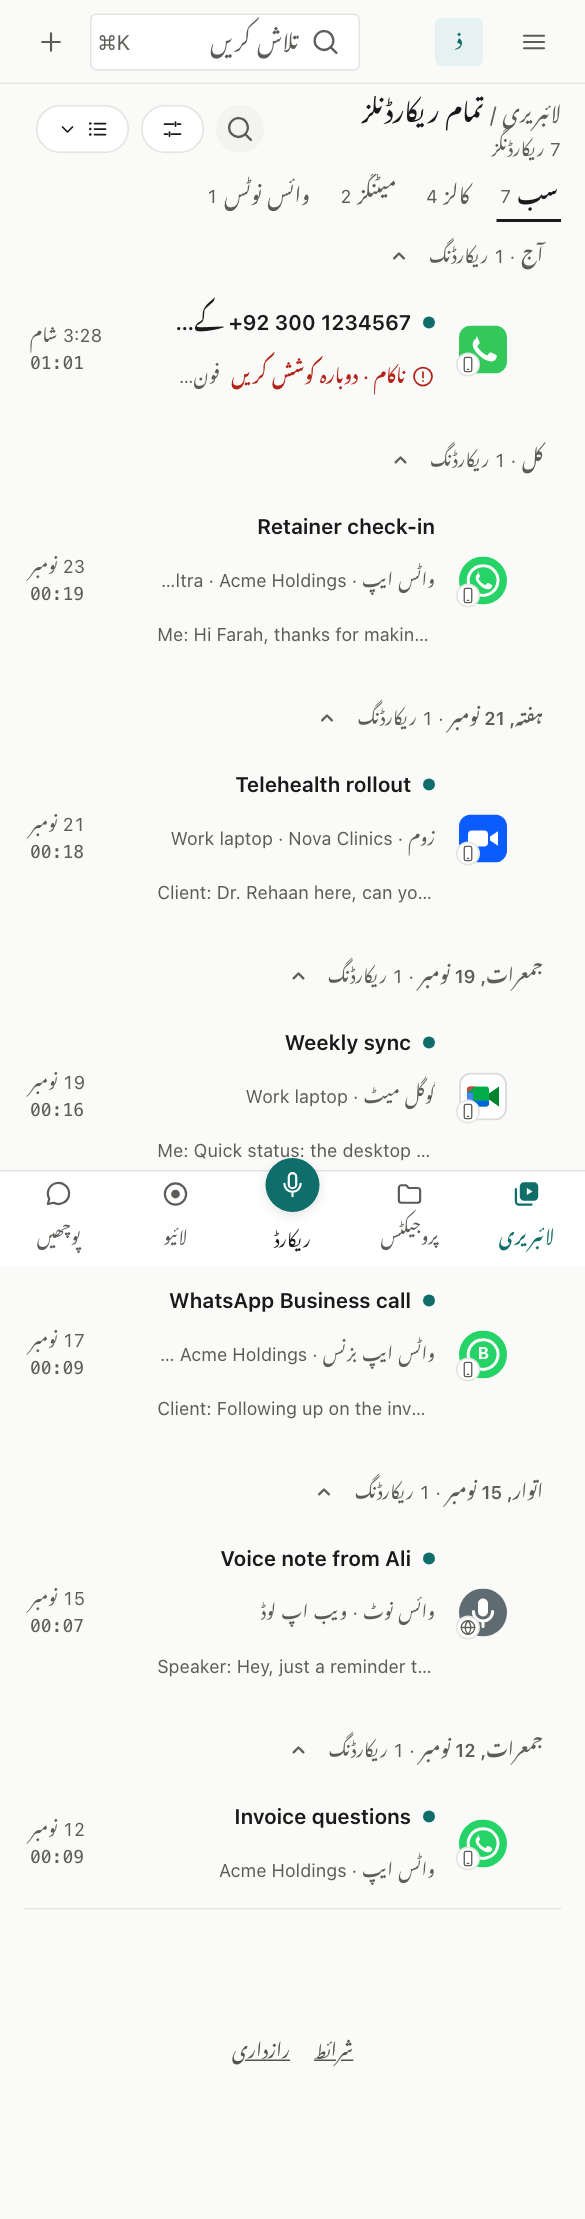 ذ
تلاش کریں ⌘K
لائبریری / تمام ریکارڈنگز
7 ریکارڈنگز
سب 7 کالز 4 میٹنگز 2 وائس نوٹس 1
آج · 1 ریکارڈنگ
+92 300 1234567 کے...
3:28 شام
ناکام · دوبارہ کوشش کریں فون...
01:01
کل · 1 ریکارڈنگ
Retainer check-in
23 نومبر
واٹس ایپ · Acme Holdings · ltra...
00:19
Me: Hi Farah, thanks for makin...
ہفتہ, 21 نومبر · 1 ریکارڈنگ
Telehealth rollout
21 نومبر
زوم · Work laptop · Nova Clinics
00:18
Client: Dr. Rehaan here, can yo...
جمعرات, 19 نومبر · 1 ریکارڈنگ
Weekly sync
19 نومبر
گوگل میٹ · Work laptop
00:16
Me: Quick status: the desktop ...
لائبریری پروجیکٹس ریکارڈ لائیو پوچھیں
WhatsApp Business call
17 نومبر
واٹس ایپ بزنس · Acme Holdings ...
00:09
Client: Following up on the inv...
اتوار, 15 نومبر · 1 ریکارڈنگ
Voice note from Ali
15 نومبر
وائس نوٹ · ویب اپ لوڈ
00:07
Speaker: Hey, just a reminder t...
جمعرات, 12 نومبر · 1 ریکارڈنگ
Invoice questions
12 نومبر
واٹس ایپ · Acme Holdings
00:09
شرائط رازداری